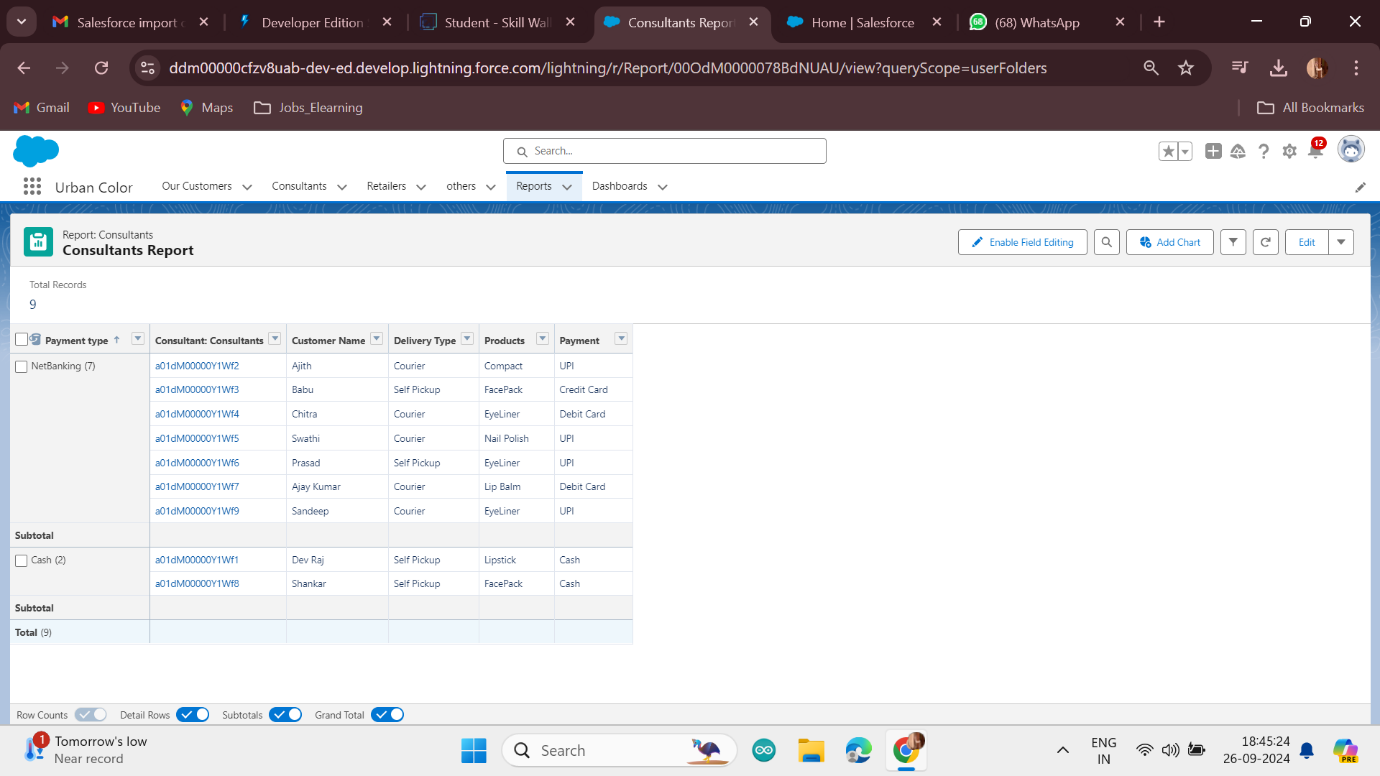 Salesforce import c
Developer Edition
Student - Skill Wall
Consultants Report
Home | Salesforce
68
(68) WhatsApp
ddm00000cfzv8uab-dev-ed.develop.lightning.force.com/lightning/r/Report/00OdM0000078BdNUAU/view?queryScope=userFolders
Gmail
YouTube
Maps
Jobs_Elearning
All Bookmarks
Search...
12
Urban Color
Our Customers
Consultants
Retailers
others
Reports
Dashboards
Report: Consultants
Consultants Report
Enable Field Editing
Add Chart
Edit
Total Records
9
Payment type ↑ Consultant: Consultants Customer Name Delivery Type Products Payment
NetBanking (7) a01dM00000Y1Wf2 Ajith Courier Compact UPI
a01dM00000Y1Wf3 Babu Self Pickup FacePack Credit Card
a01dM00000Y1Wf4 Chitra Courier EyeLiner Debit Card
a01dM00000Y1Wf5 Swathi Courier Nail Polish UPI
a01dM00000Y1Wf6 Prasad Self Pickup EyeLiner UPI
a01dM00000Y1Wf7 Ajay Kumar Courier Lip Balm Debit Card
a01dM00000Y1Wf9 Sandeep Courier EyeLiner UPI
Subtotal
Cash (2) a01dM00000Y1Wf1 Dev Raj Self Pickup Lipstick Cash
a01dM00000Y1Wf8 Shankar Self Pickup FacePack Cash
Subtotal
Total (9)
Row Counts
Detail Rows
Subtotals
Grand Total
1
Tomorrow's low
Near record
Search
ENG
IN
18:45:24
26-09-2024
PRE